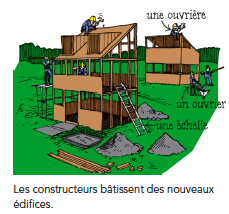 une ouvrière
un ouvrier
une échelle
Les constructeurs bâtissent des nouveaux
édifices.